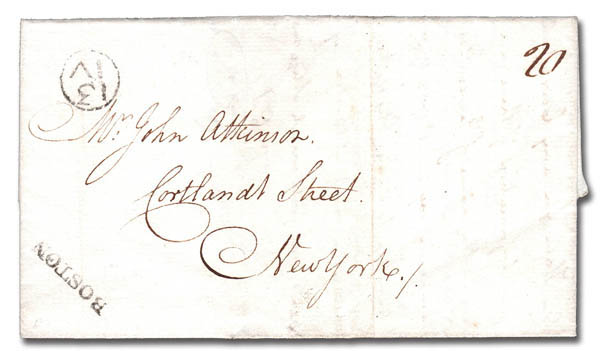 20
Mr. John Atkinson.
Cortlandt Street.
New York./.
BOSTON